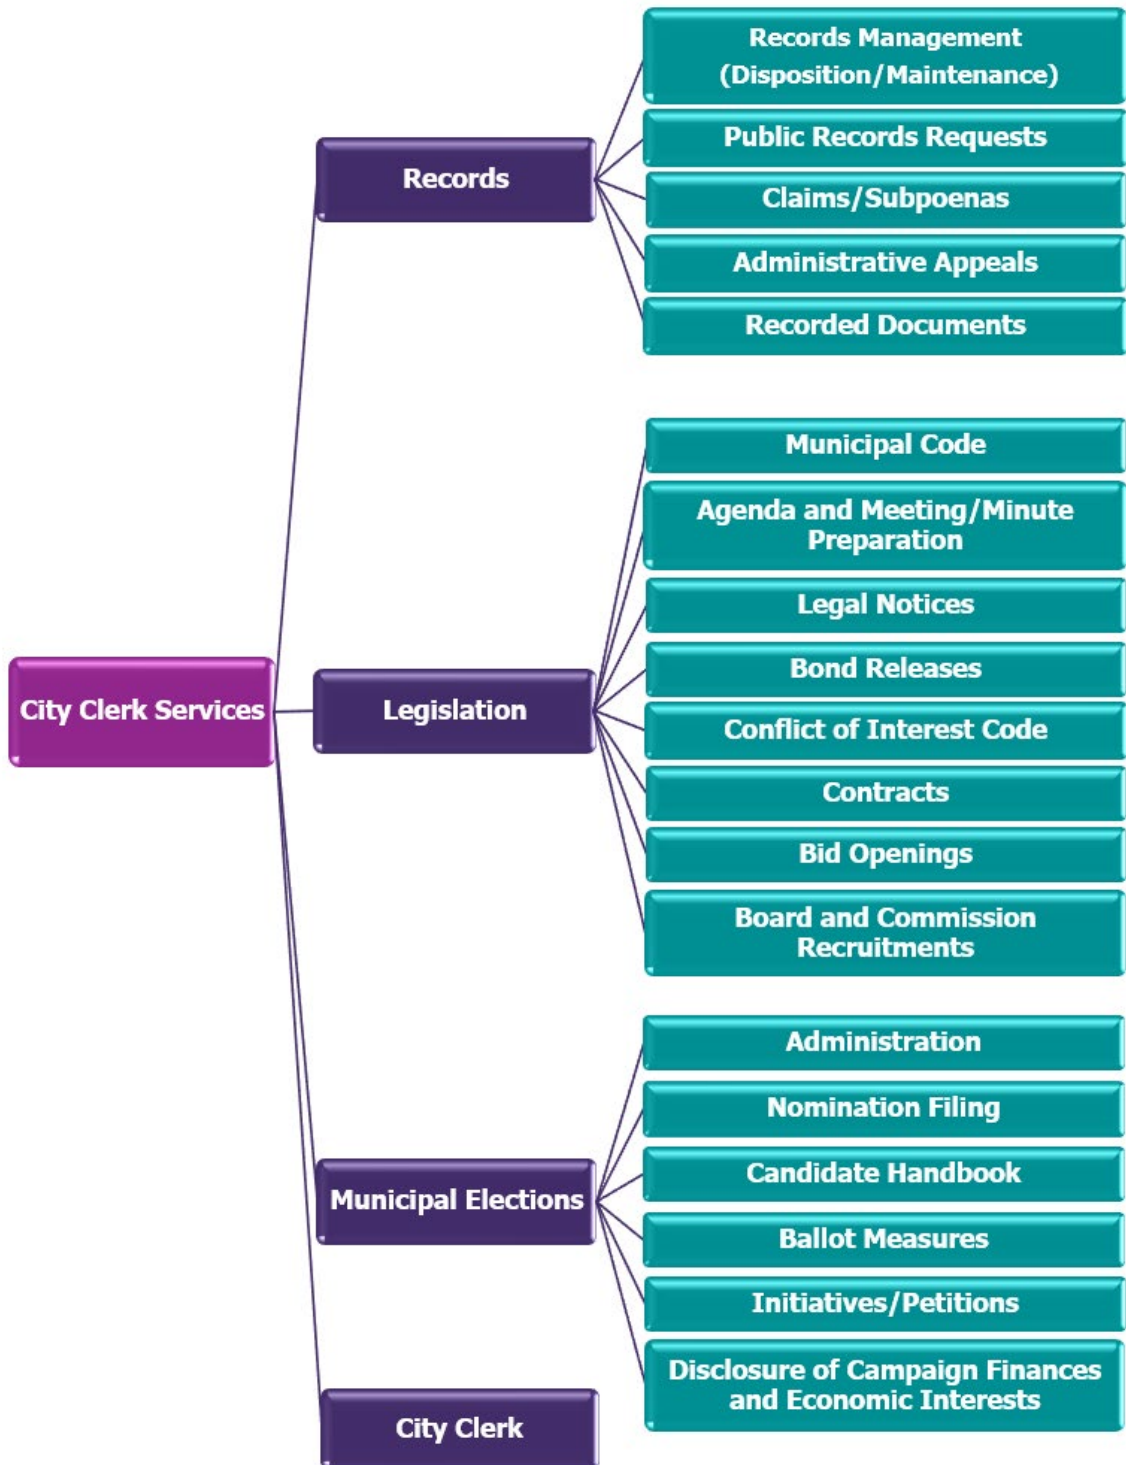 City Clerk Services
Records
Records Management
(Disposition/Maintenance)
Public Records Requests
Claims/Subpoenas
Administrative Appeals
Recorded Documents
Legislation
Municipal Code
Agenda and Meeting/Minute
Preparation
Legal Notices
Bond Releases
Conflict of Interest Code
Contracts
Bid Openings
Board and Commission
Recruitments
Municipal Elections
Administration
Nomination Filing
Candidate Handbook
Ballot Measures
Initiatives/Petitions
Disclosure of Campaign Finances
and Economic Interests
City Clerk